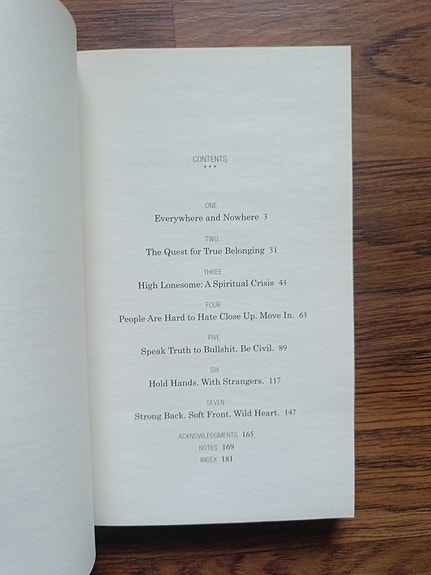 CONTENTS
ONE
Everywhere and Nowhere 3
TWO
The Quest for True Belonging 31
THREE
High Lonesome: A Spiritual Crisis 43
FOUR
People Are Hard to Hate Close Up. Move In. 63
FIVE
Speak Truth to Bullshit. Be Civil. 89
SIX
Hold Hands. With Strangers. 117
SEVEN
Strong Back. Soft Front. Wild Heart. 147
ACKNOWLEDGMENTS 165
NOTES 169
INDEX 181